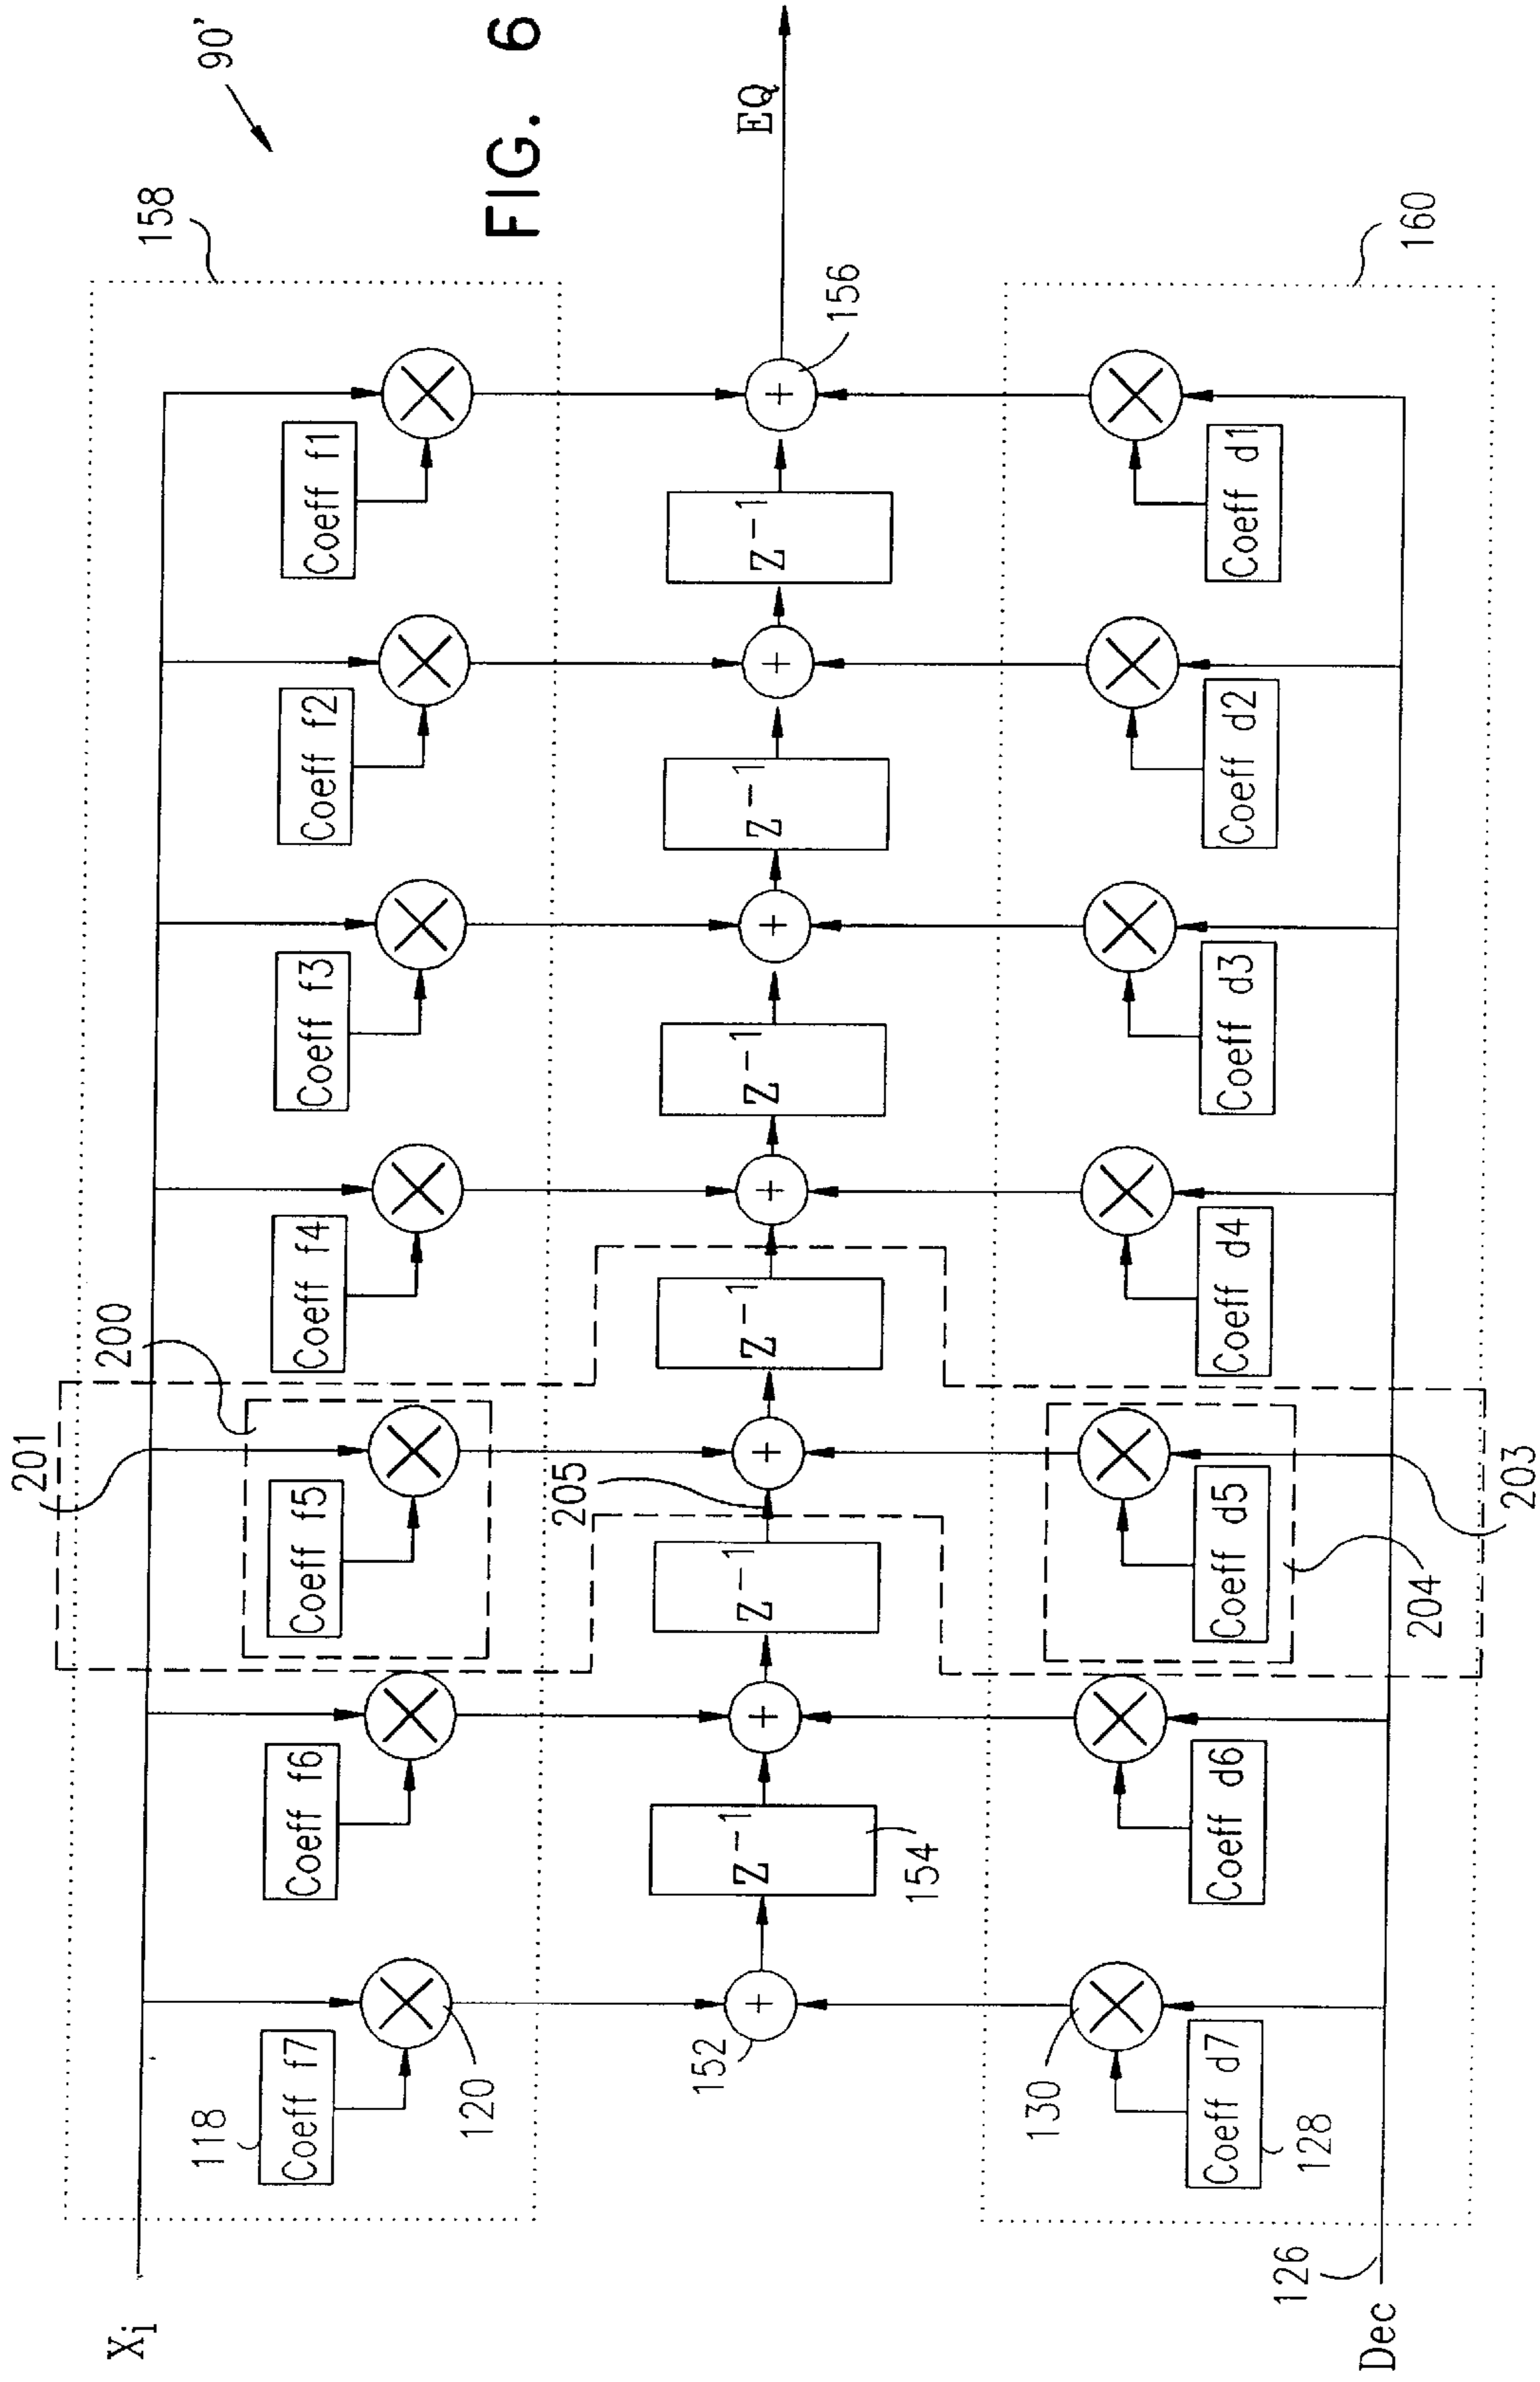 90'
FIG. 6
158
X_i
Coeff f7
Coeff f6
Coeff f5
Coeff f4
Coeff f3
Coeff f2
Coeff f1
118
120
201
200
152
Z⁻¹
Z⁻¹
Z⁻¹
Z⁻¹
Z⁻¹
Z⁻¹
EQ
154
205
156
+
+
+
+
+
+
+
130
Coeff d7
Coeff d6
Coeff d5
Coeff d4
Coeff d3
Coeff d2
Coeff d1
128
204
203
160
126
Dec